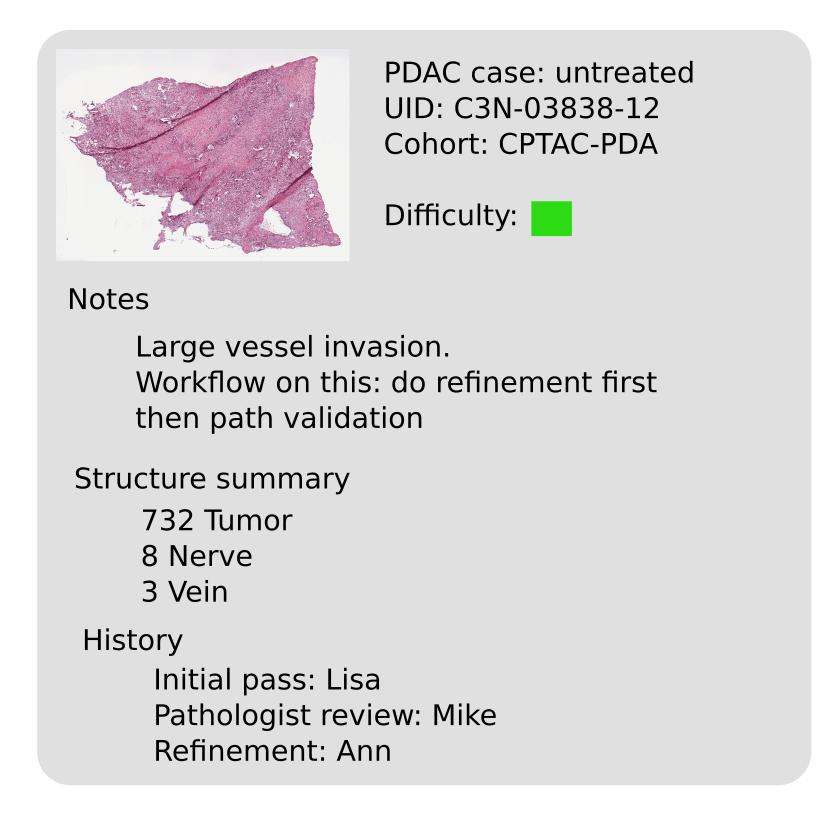 PDAC case: untreated
UID: C3N-03838-12
Cohort: CPTAC-PDA
Difficulty:
Notes
Large vessel invasion.
Workflow on this: do refinement first
then path validation
Structure summary
732 Tumor
8 Nerve
3 Vein
History
Initial pass: Lisa
Pathologist review: Mike
Refinement: Ann